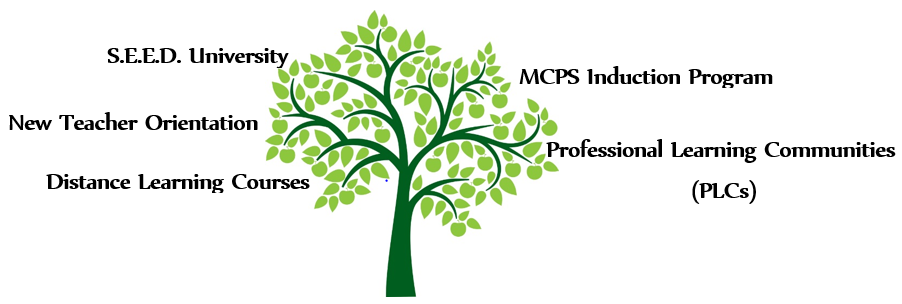 S.E.E.D. University
MCPS Induction Program
New Teacher Orientation
Professional Learning Communities
(PLCs)
Distance Learning Courses